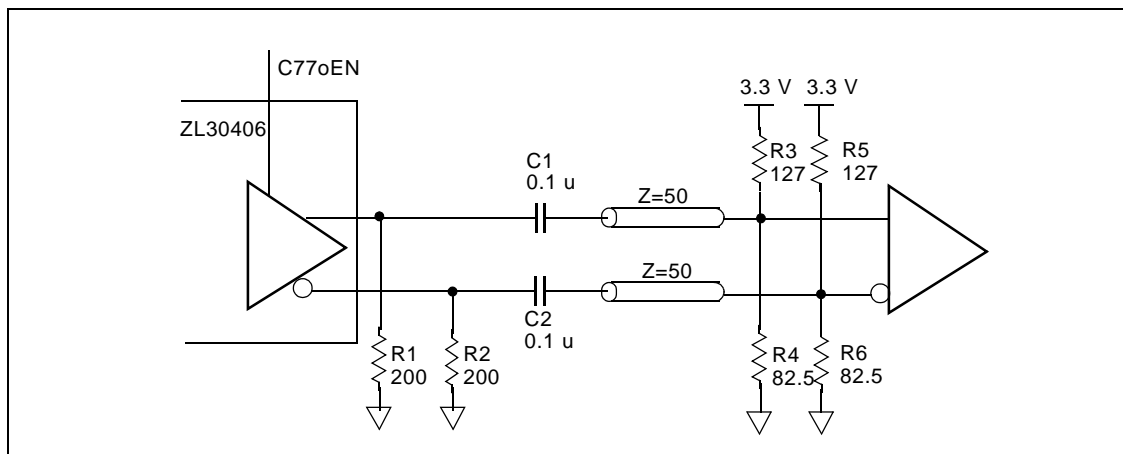 C77oEN
ZL30406
C1
0.1 u
Z=50
3.3 V
3.3 V
R3
127
R5
127
Z=50
C2
0.1 u
R1
200
R2
200
R4
82.5
R6
82.5